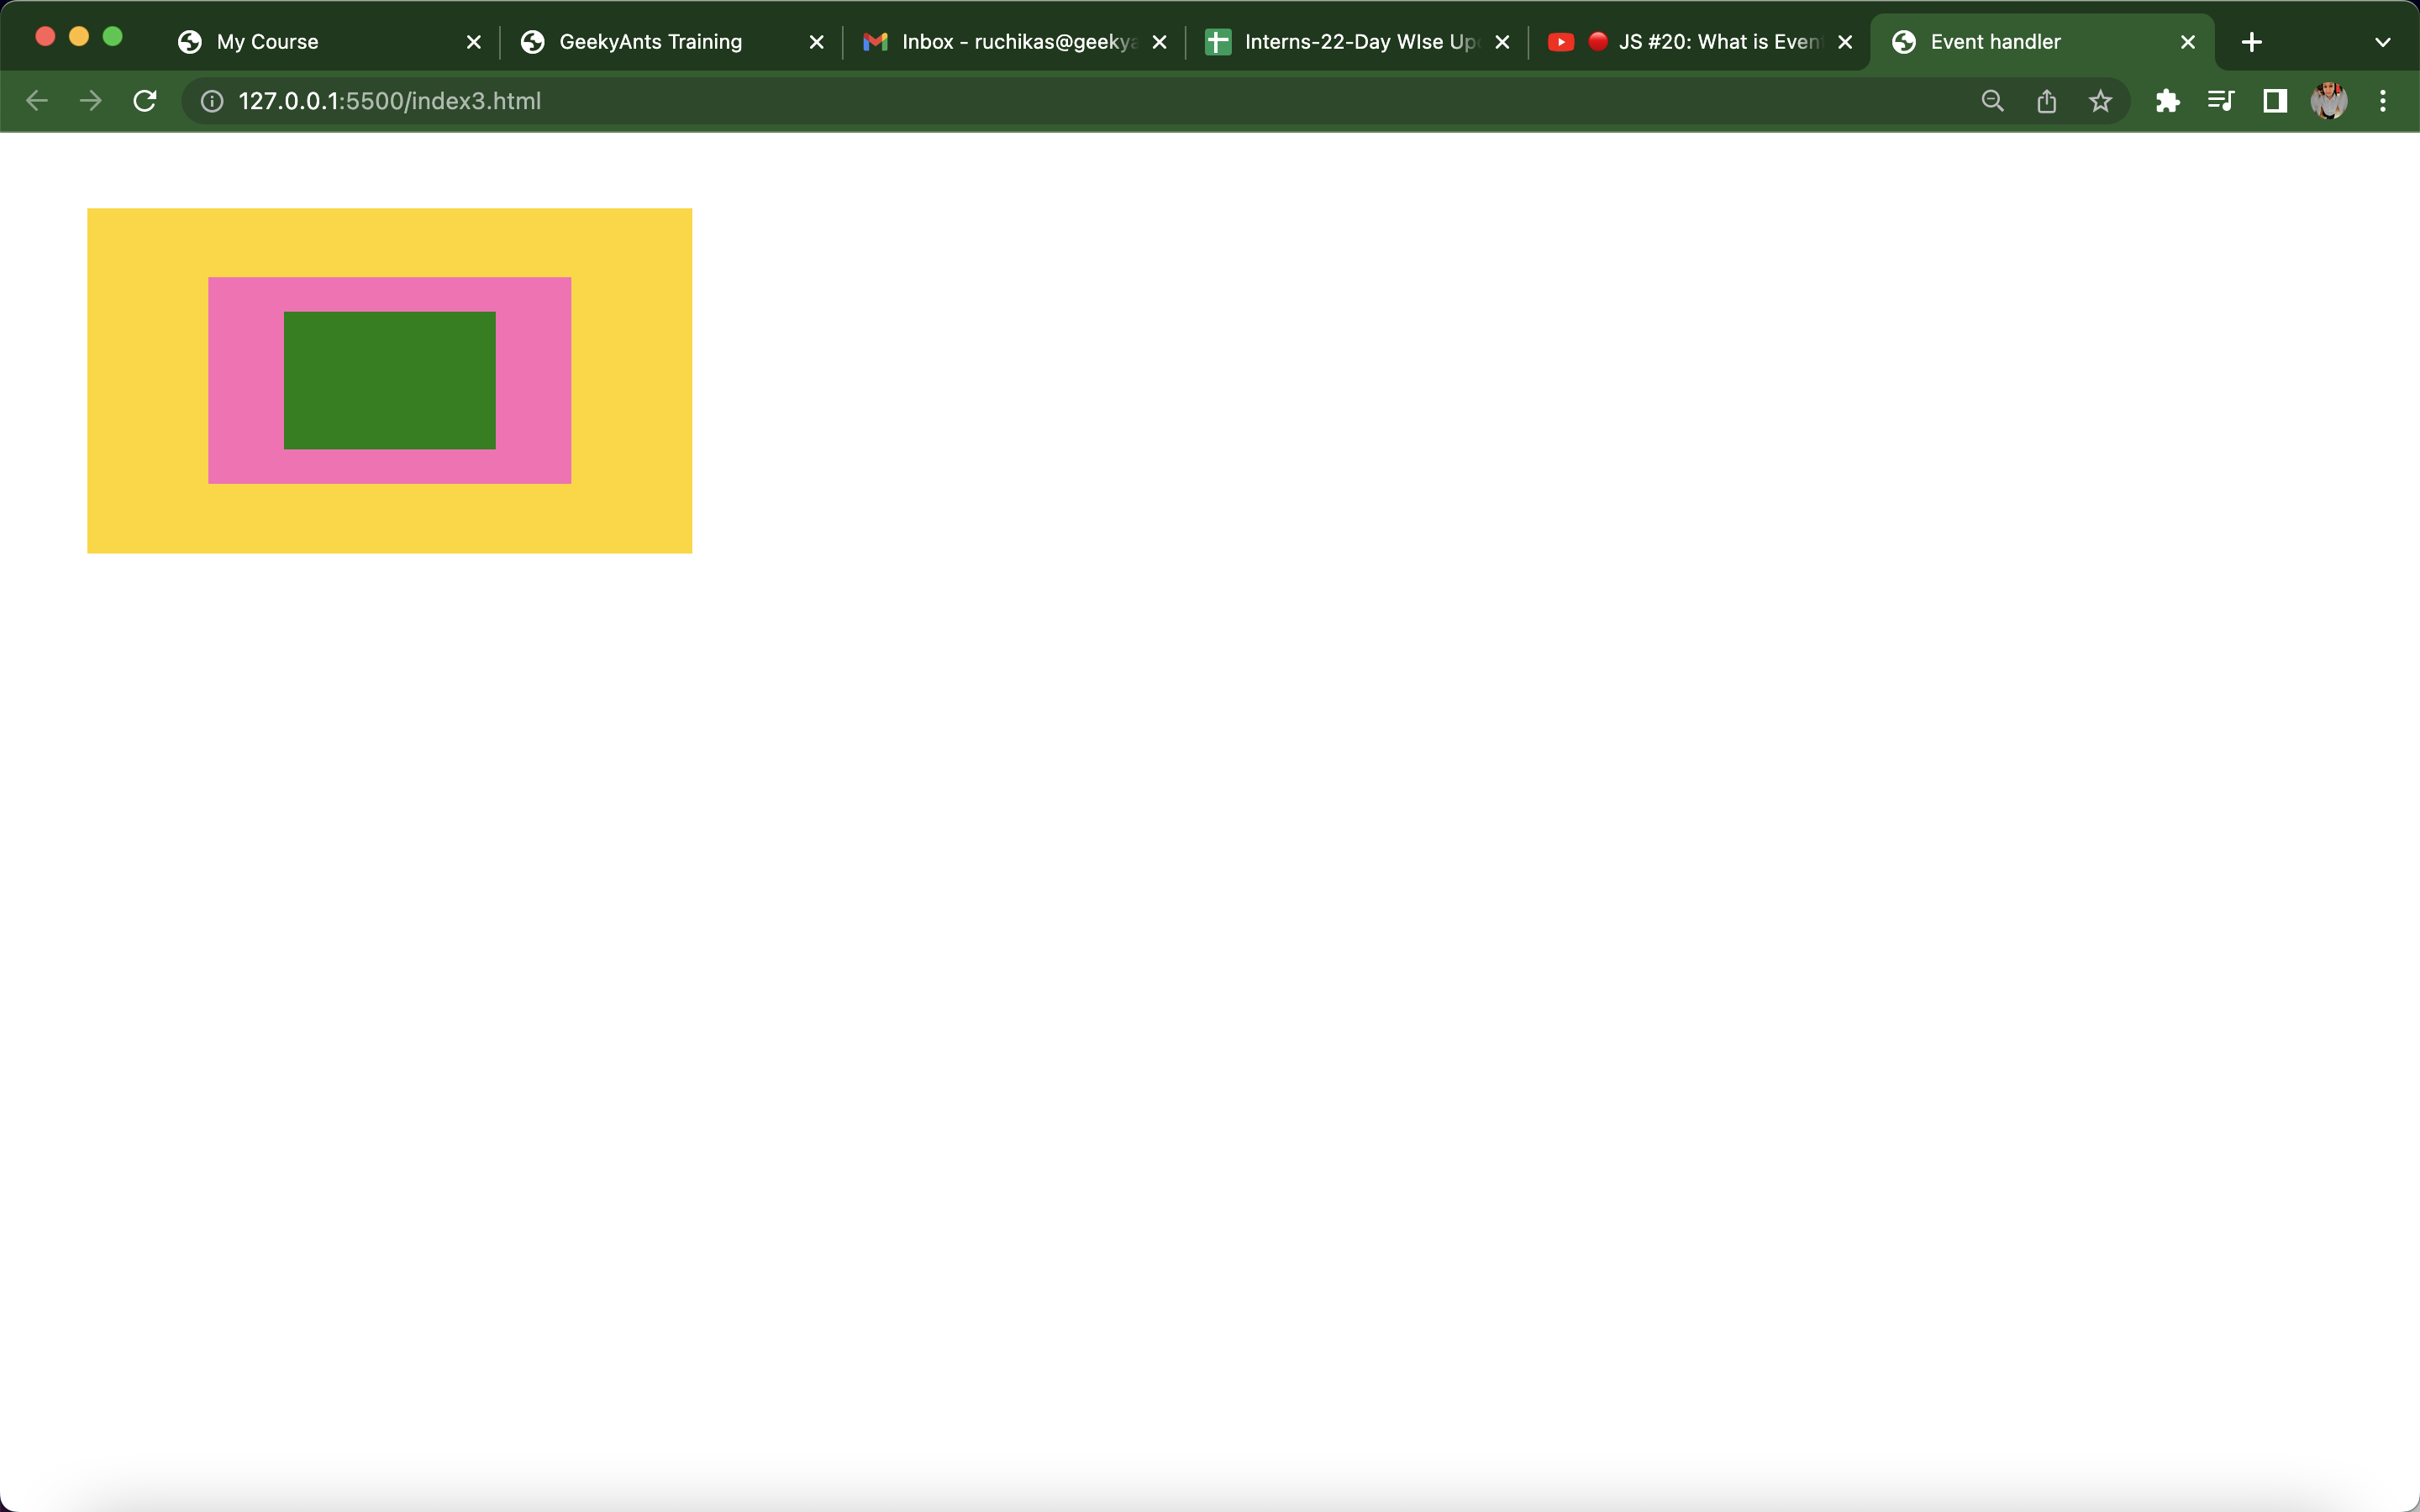 My Course
GeekyAnts Training
Inbox - ruchikas@geekya
Interns-22-Day WIse Up
JS #20: What is Even
Event handler
127.0.0.1:5500/index3.html